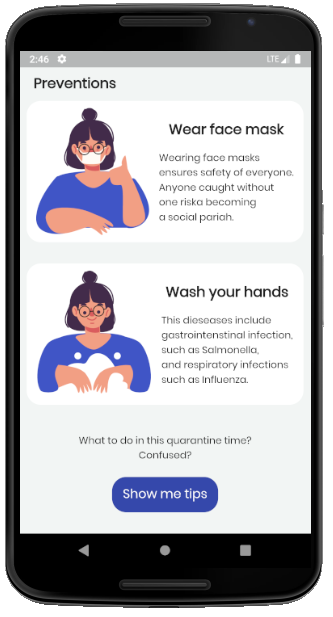 2:46
LTE
Preventions
Wear face mask
Wearing face masks
ensures safety of everyone.
Anyone caught without
one riska becoming
a social pariah.
Wash your hands
This dieseases include
gastrointenstinal infection,
such as Salmonella,
and respiratory infections
such as Influenza.
What to do in this quarantine time?
Confused?
Show me tips